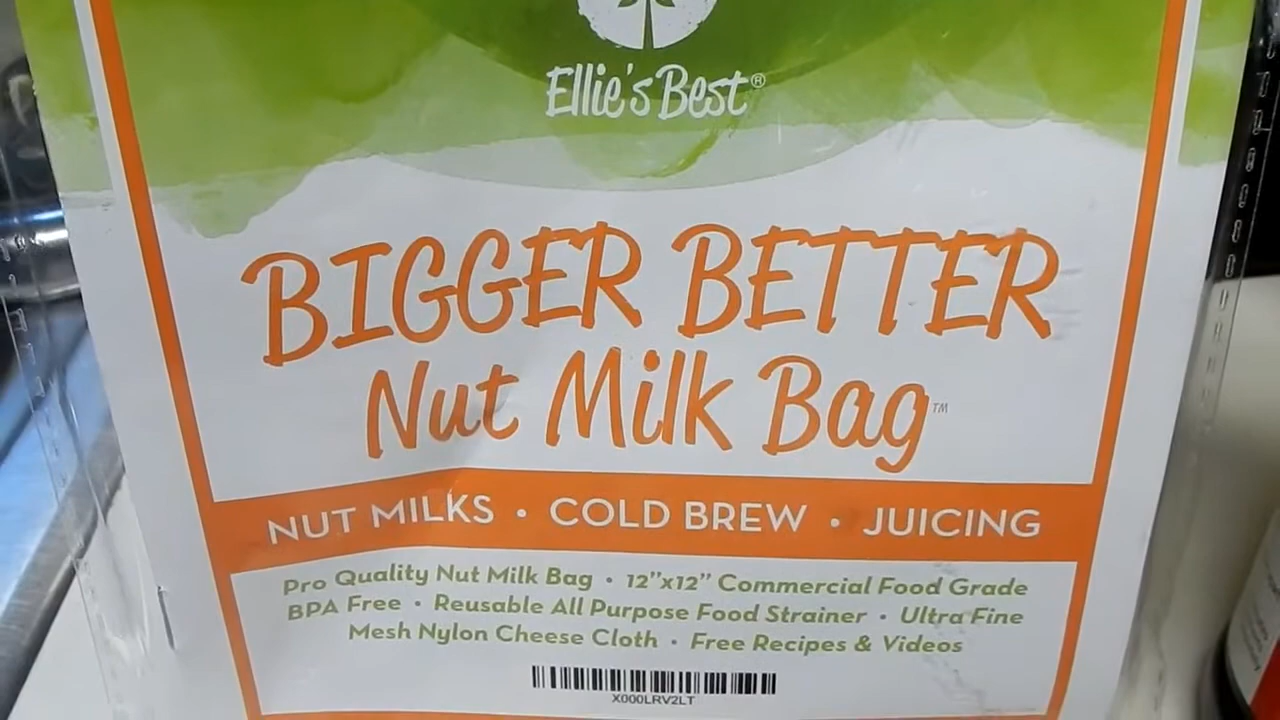 Ellie's Best®
BIGGER BETTER
Nut Milk Bag™
NUT MILKS • COLD BREW • JUICING
Pro Quality Nut Milk Bag • 12"x12" Commercial Food Grade
BPA Free • Reusable All Purpose Food Strainer • Ultra Fine
Mesh Nylon Cheese Cloth • Free Recipes & Videos
X000LRV2LT